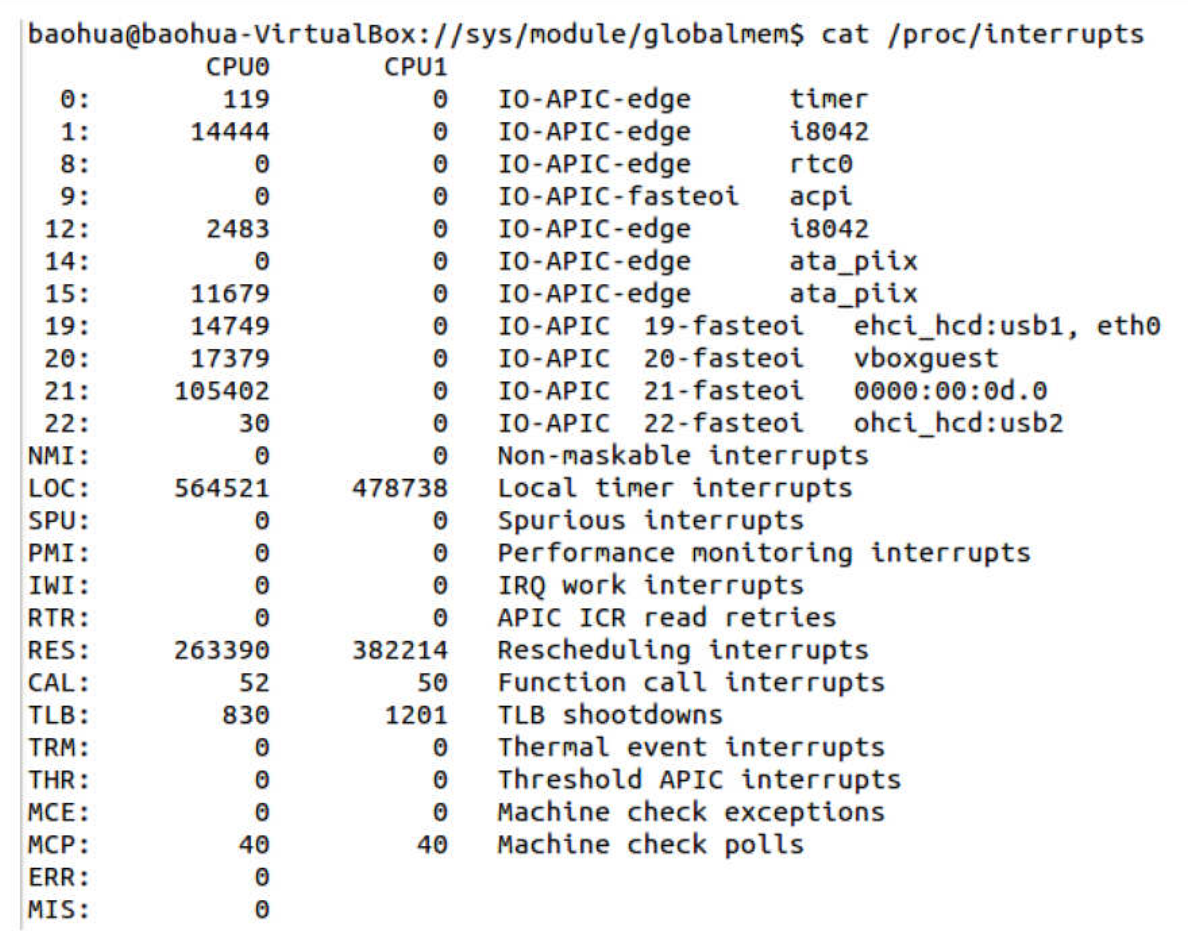 baohua@baohua-VirtualBox://sys/module/globalmem$ cat /proc/interrupts
           CPU0       CPU1
  0:        119          0   IO-APIC-edge      timer
  1:      14444          0   IO-APIC-edge      i8042
  8:          0          0   IO-APIC-edge      rtc0
  9:          0          0   IO-APIC-fasteoi   acpi
 12:       2483          0   IO-APIC-edge      i8042
 14:          0          0   IO-APIC-edge      ata_piix
 15:      11679          0   IO-APIC-edge      ata_piix
 19:      14749          0   IO-APIC  19-fasteoi   ehci_hcd:usb1, eth0
 20:      17379          0   IO-APIC  20-fasteoi   vboxguest
 21:     105402          0   IO-APIC  21-fasteoi   0000:00:0d.0
 22:         30          0   IO-APIC  22-fasteoi   ohci_hcd:usb2
NMI:          0          0   Non-maskable interrupts
LOC:     564521     478738   Local timer interrupts
SPU:          0          0   Spurious interrupts
PMI:          0          0   Performance monitoring interrupts
IWI:          0          0   IRQ work interrupts
RTR:          0          0   APIC ICR read retries
RES:     263390     382214   Rescheduling interrupts
CAL:         52         50   Function call interrupts
TLB:        830       1201   TLB shootdowns
TRM:          0          0   Thermal event interrupts
THR:          0          0   Threshold APIC interrupts
MCE:          0          0   Machine check exceptions
MCP:         40         40   Machine check polls
ERR:          0
MIS:          0